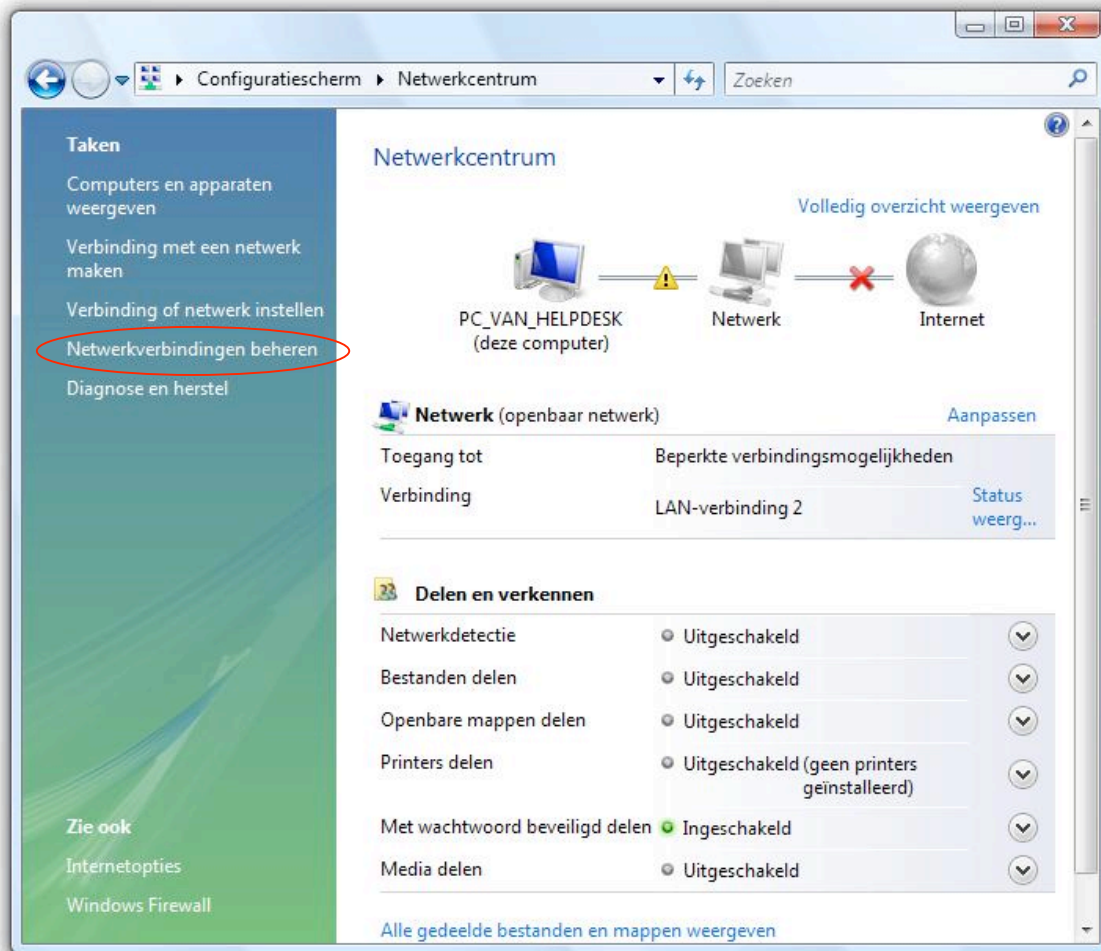 Configuratiescherm
Netwerkcentrum
Zoeken
Taken
Computers en apparaten
weergeven
Verbinding met een netwerk
maken
Verbinding of netwerk instellen
Netwerkverbindingen beheren
Diagnose en herstel
Zie ook
Internetopties
Windows Firewall
Netwerkcentrum
Volledig overzicht weergeven
PC_VAN_HELPDESK
(deze computer)
Netwerk
Internet
Netwerk (openbaar netwerk)
Aanpassen
Toegang tot
Beperkte verbindingsmogelijkheden
Verbinding
LAN-verbinding 2
Status
weerg...
Delen en verkennen
Netwerkdetectie
Uitgeschakeld
Bestanden delen
Uitgeschakeld
Openbare mappen delen
Uitgeschakeld
Printers delen
Uitgeschakeld (geen printers
geïnstalleerd)
Met wachtwoord beveiligd delen
Ingeschakeld
Media delen
Uitgeschakeld
Alle gedeelde bestanden en mappen weergeven